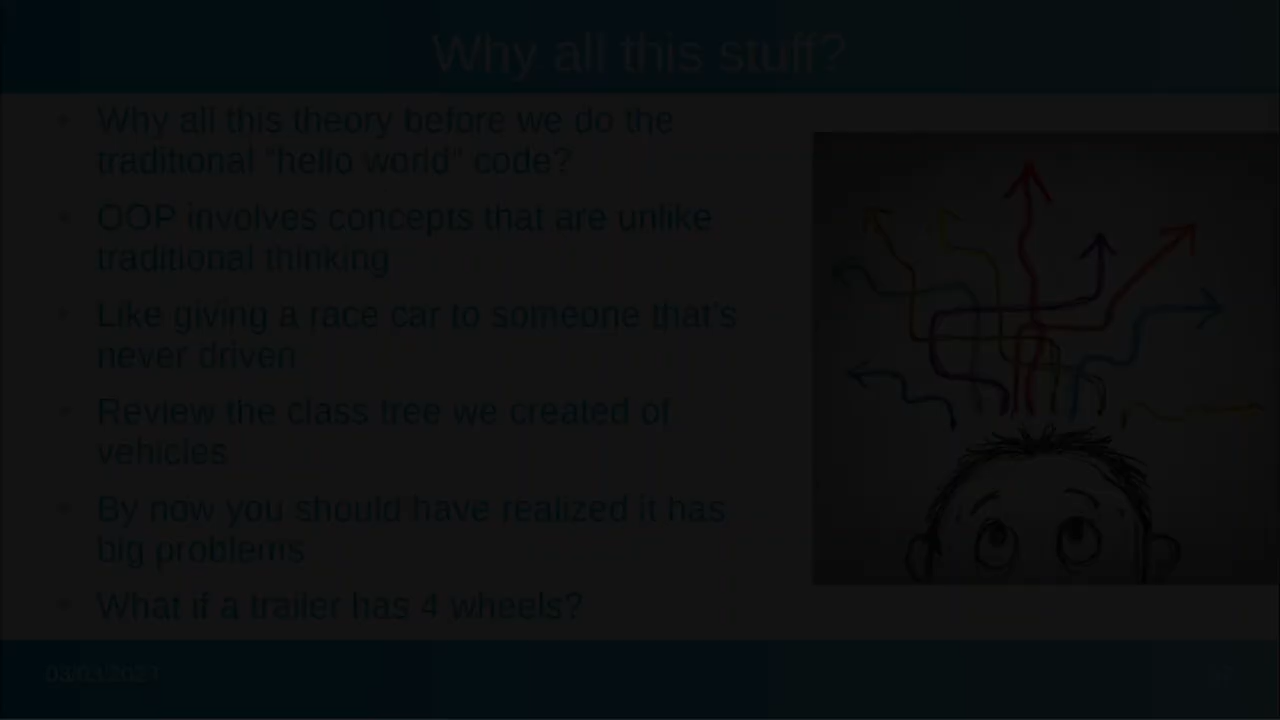 Why all this stuff?
• Why all this theory before we do the
traditional "hello world" code?
• OOP involves concepts that are unlike
traditional thinking
• Like giving a race car to someone that's
never driven
• Review the class tree we created of
vehicles
• By now you should have realized it has
big problems
• What if a trailer has 4 wheels?